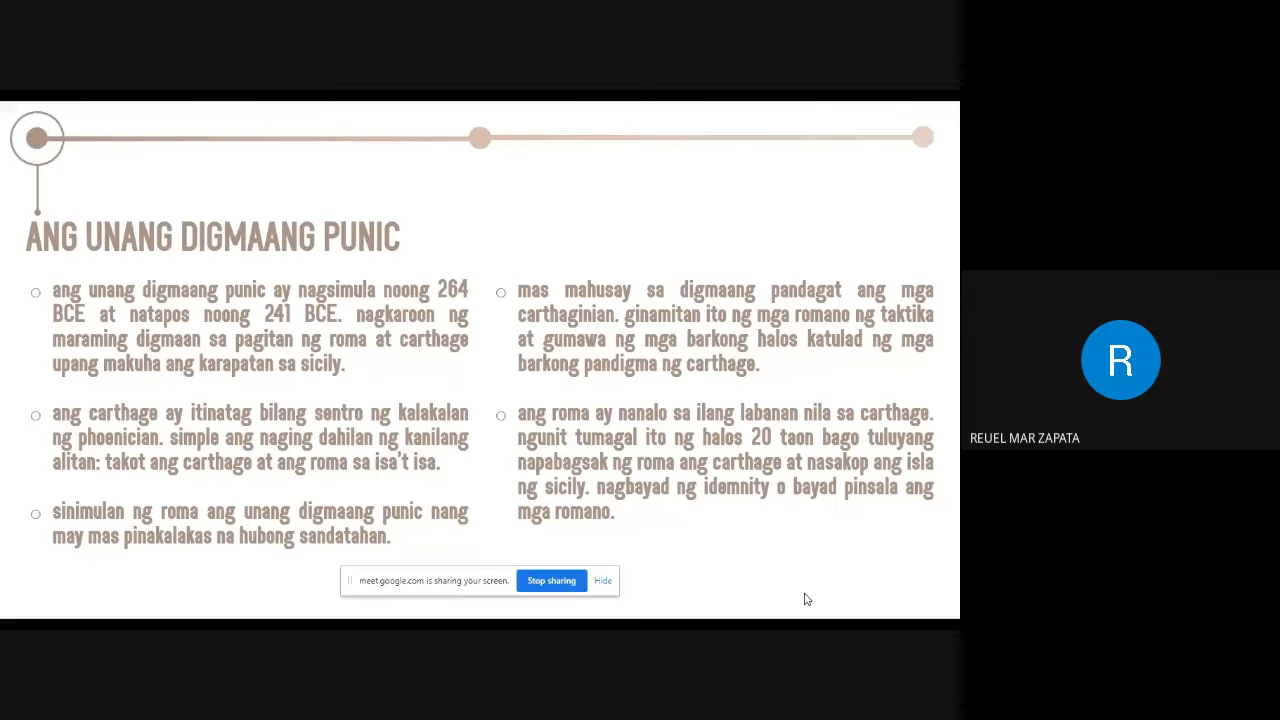 ANG UNANG DIGMAANG PUNIC
ang unang digmaang punic ay nagsimula noong 264
BCE at natapos noong 241 BCE. nagkaroon ng
maraming digmaan sa pagitan ng roma at carthage
upang makuha ang karapatan sa sicily.
ang carthage ay itinatag bilang sentro ng kalakalan
ng phoenician. simple ang naging dahilan ng kanilang
alitan: takot ang carthage at ang roma sa isa't isa.
sinimulan ng roma ang unang digmaang punic nang
may mas pinakalakas na hubong sandatahan.
mas mahusay sa digmaang pandagat ang mga
carthaginian. ginamitan ito ng mga romano ng taktika
at gumawa ng mga barkong halos katulad ng mga
barkong pandigma ng carthage.
ang roma ay nanalo sa ilang labanan nila sa carthage.
ngunit tumagal ito ng halos 20 taon bago tuluyang
napabagsak ng roma ang carthage at nasakop ang isla
ng sicily. nagbayad ng idemnity o bayad pinsala ang
mga romano.
meet.google.com is sharing your screen.
Stop sharing
Hide
R
REUEL MAR ZAPATA